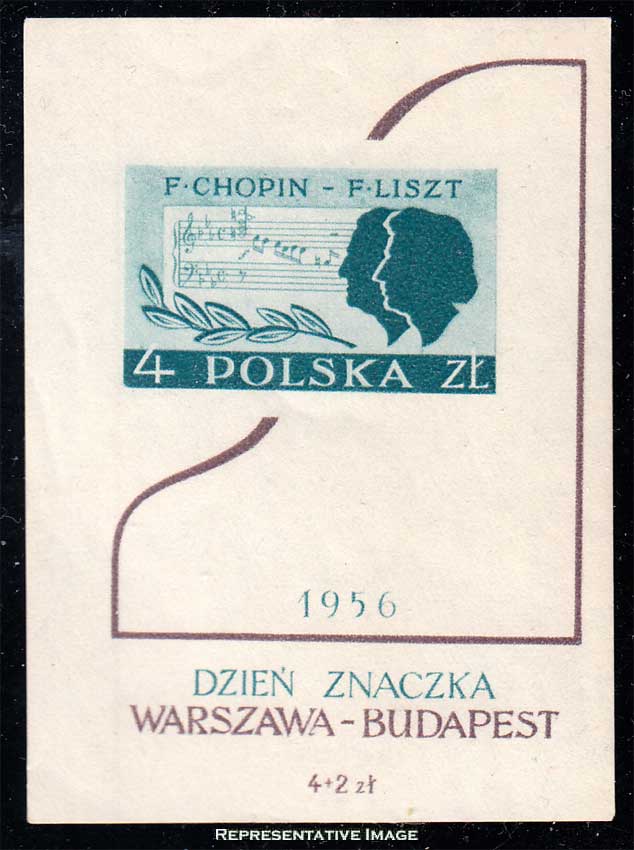 F·CHOPIN - F·LISZT
4 POLSKA ZŁ
1956
DZIEŃ ZNACZKA
WARSZAWA-BUDAPEST
4+2 zł
REPRESENTATIVE IMAGE